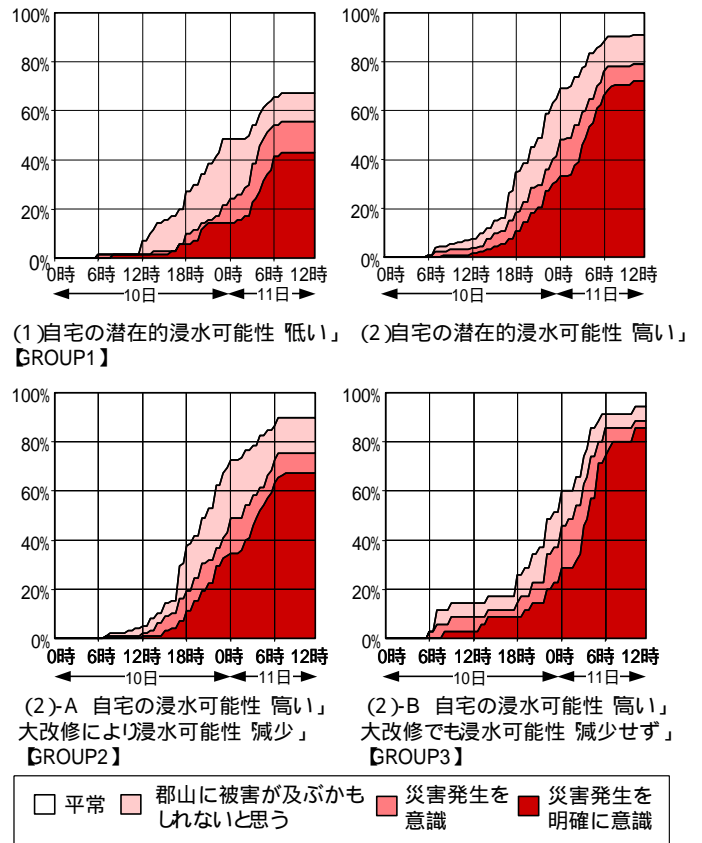 100%
80%
60%
40%
20%
0%
0時 6時 12時 18時 0時 6時 12時
10日 11日
(1)自宅の潜在的浸水可能性『低い」
【GROUP1】
100%
80%
60%
40%
20%
0%
0時 6時 12時 18時 0時 6時 12時
10日 11日
(2)自宅の潜在的浸水可能性『高い」
100%
80%
60%
40%
20%
0%
0時 6時 12時 18時 0時 6時 12時
10日 11日
(2)-A 自宅の浸水可能性『高い」
大改修により浸水可能性『減少」
【GROUP2】
100%
80%
60%
40%
20%
0%
0時 6時 12時 18時 0時 6時 12時
10日 11日
(2)-B 自宅の浸水可能性『高い」
大改修でも浸水可能性『減少せず」
【GROUP3】
平常
郡山に被害が及ぶかも
しれないと思う
災害発生を
意識
災害発生を
明確に意識